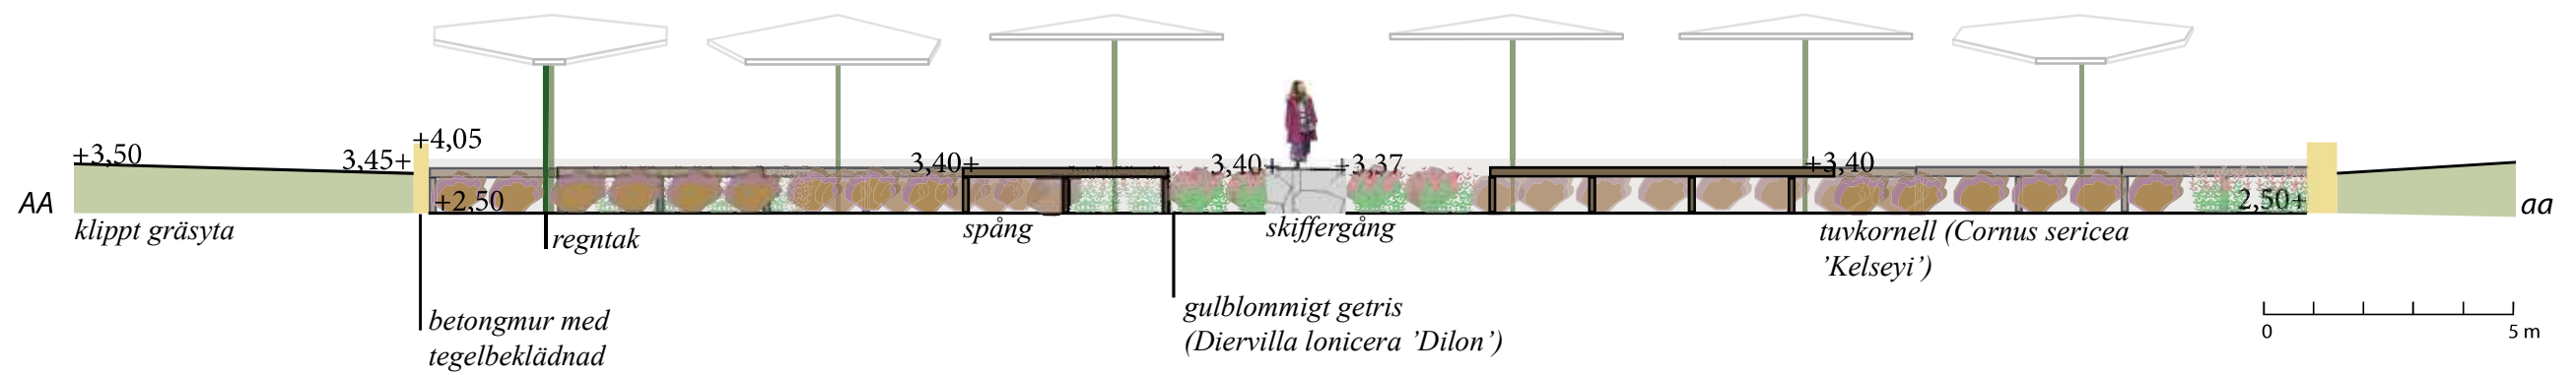 +4,05
+3,50
3,45+
3,40+
3,40+
+3,37
+3,40
+2,50
2,50+
AA
aa
klippt gräsyta
regntak
spång
skiffergång
tuvkornell (Cornus sericea
’Kelseyi’)
betongmur med
tegelbeklädnad
gulblommigt getris
(Diervilla lonicera ’Dilon’)
0
5 m